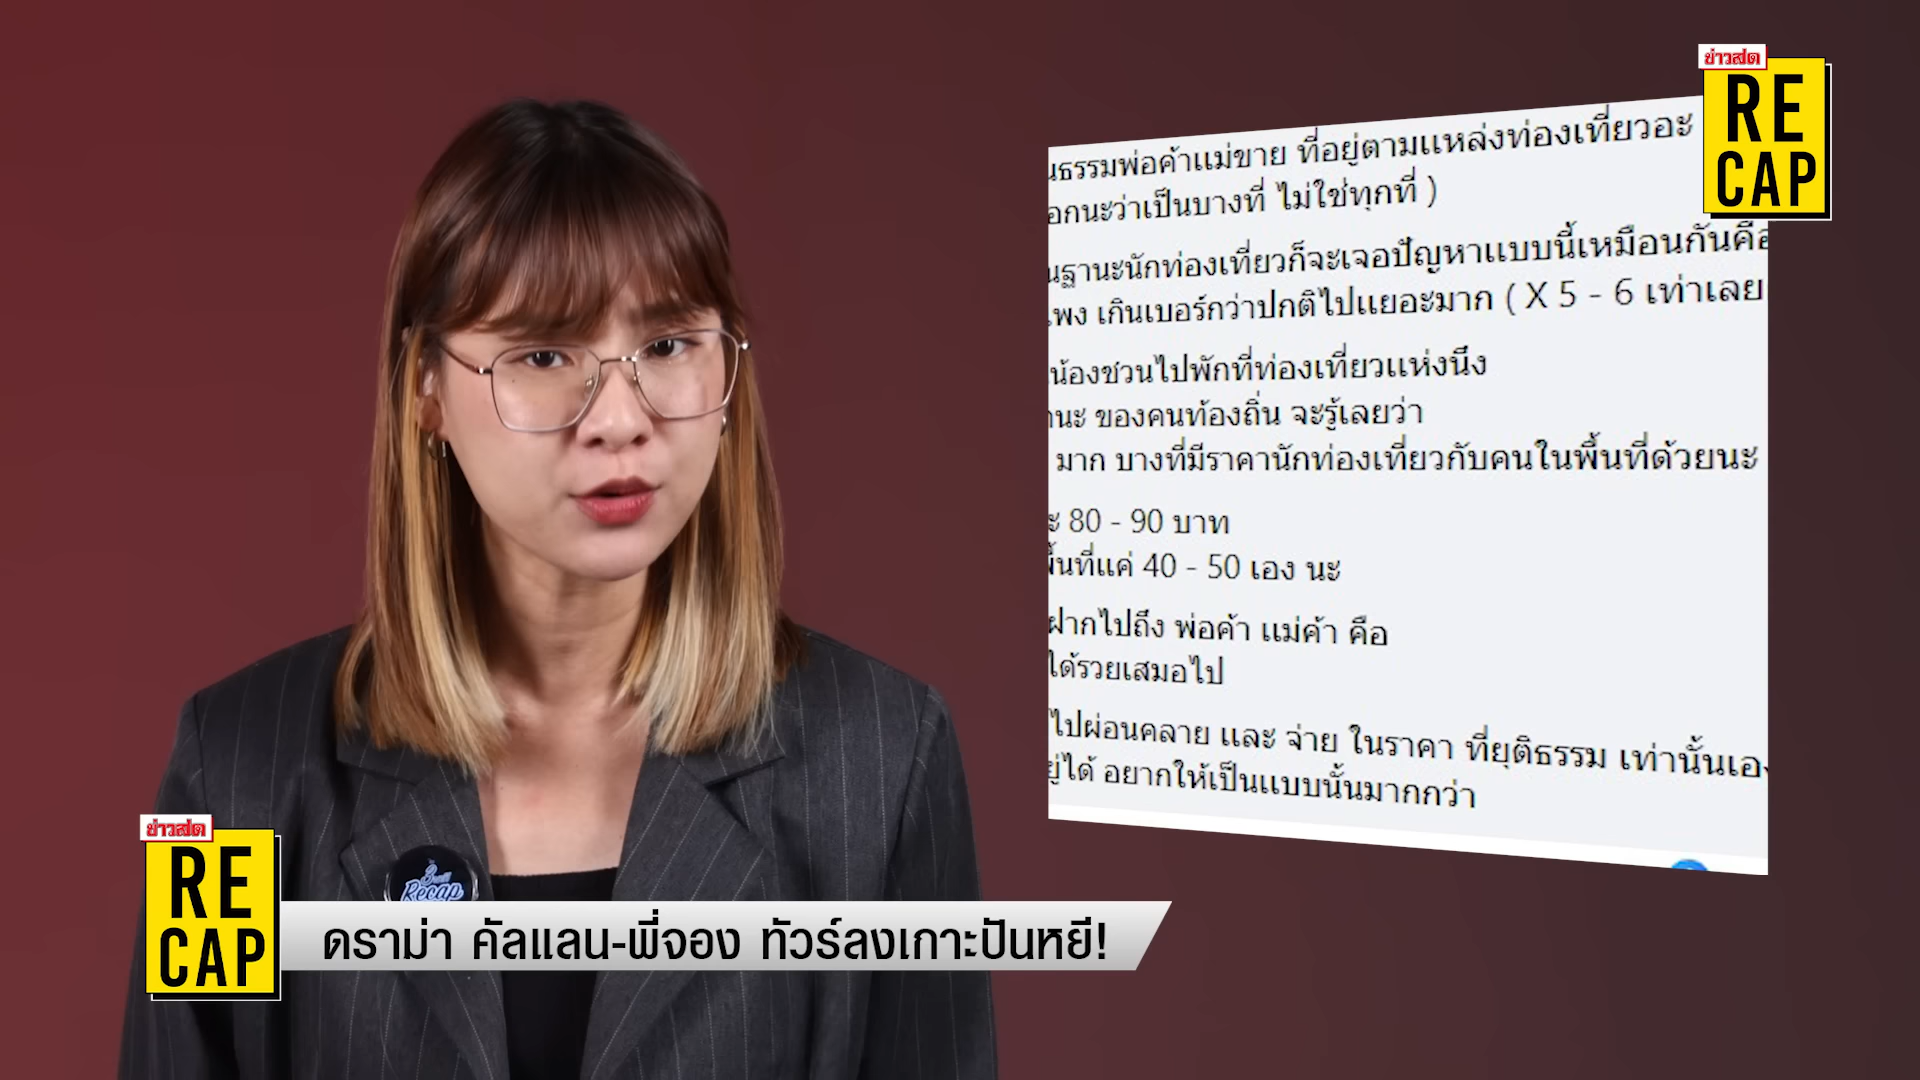 ข่าวสด
RE
CAP
นธรรมพ่อค้าแม่ขาย ที่อยู่ตามแหล่งท่องเที่ยวอะ
อกนะว่าเป็นบางที่ ไม่ใช่ทุกที่ )
นฐานะนักท่องเที่ยวก็จะเจอปัญหาแบบนี้เหมือนกันคือ
แพง เกินเบอร์กว่าปกติไปแยอะมาก ( X 5 - 6 เท่าเลย
น้องชวนไปพักที่ท่องเที่ยวแห่งนึง
านะ ของคนท้องถิ่น จะรู้เลยว่า
มาก บางที่มีราคานักท่องเที่ยวกับคนในพื้นที่ด้วยนะ
ะ 80 - 90 บาท
พื้นที่แค่ 40 - 50 เอง นะ
ฝากไปถึง พ่อค้า แม่ค้า คือ
ได้รวยเสมอไป
ไปผ่อนคลาย และ จ่าย ในราคา ที่ยุติธรรม เท่านั้นเอง
ยู่ได้ อยากให้เป็นแบบนั้นมากกว่า
Recap
ข่าวสด
RE
CAP
ดราม่า คัลแลน-พี่จอง ทัวร์ลงเกาะปันหยี!